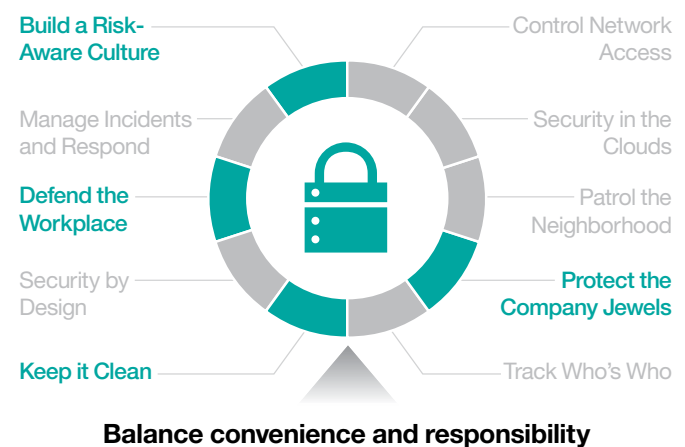 Build a Risk-
Aware Culture
Manage Incidents
and Respond
Defend the
Workplace
Security by
Design
Keep it Clean
Control Network
Access
Security in the
Clouds
Patrol the
Neighborhood
Protect the
Company Jewels
Track Who's Who
Balance convenience and responsibility